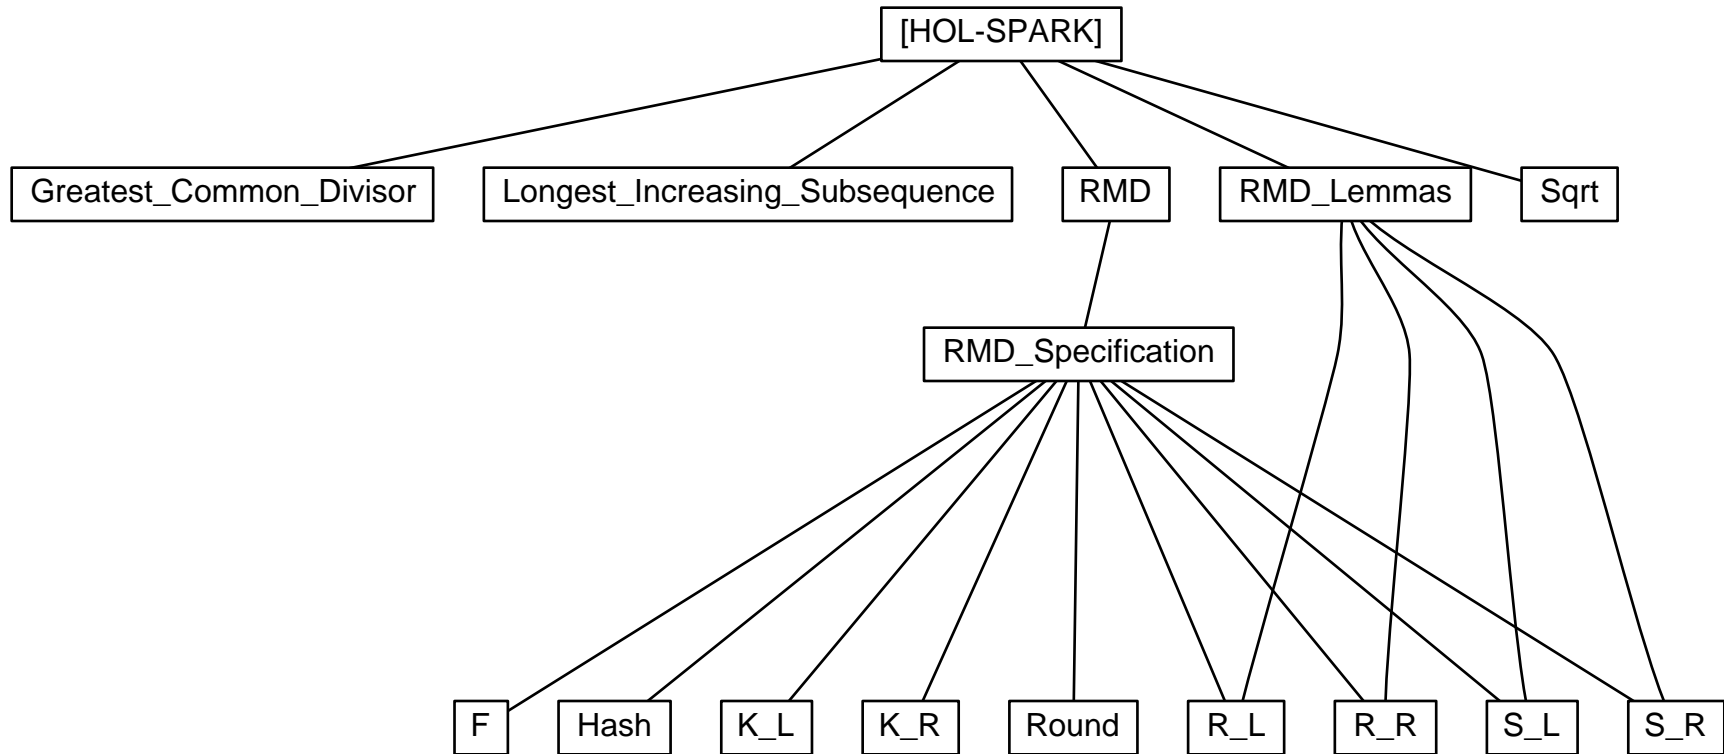 [HOL-SPARK]
Greatest_Common_Divisor
Longest_Increasing_Subsequence
RMD
RMD_Lemmas
Sqrt
RMD_Specification
F
Hash
K_L
K_R
Round
R_L
R_R
S_L
S_R